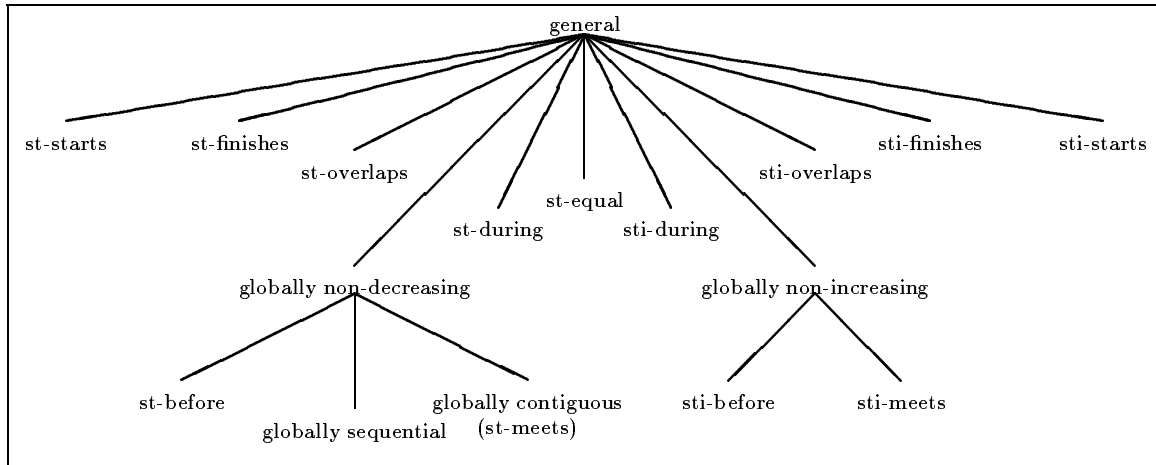 general
st-starts
st-finishes
sti-finishes
sti-starts
st-overlaps
sti-overlaps
st-equal
st-during
sti-during
globally non-decreasing
globally non-increasing
st-before
globally sequential
globally contiguous
(st-meets)
sti-before
sti-meets